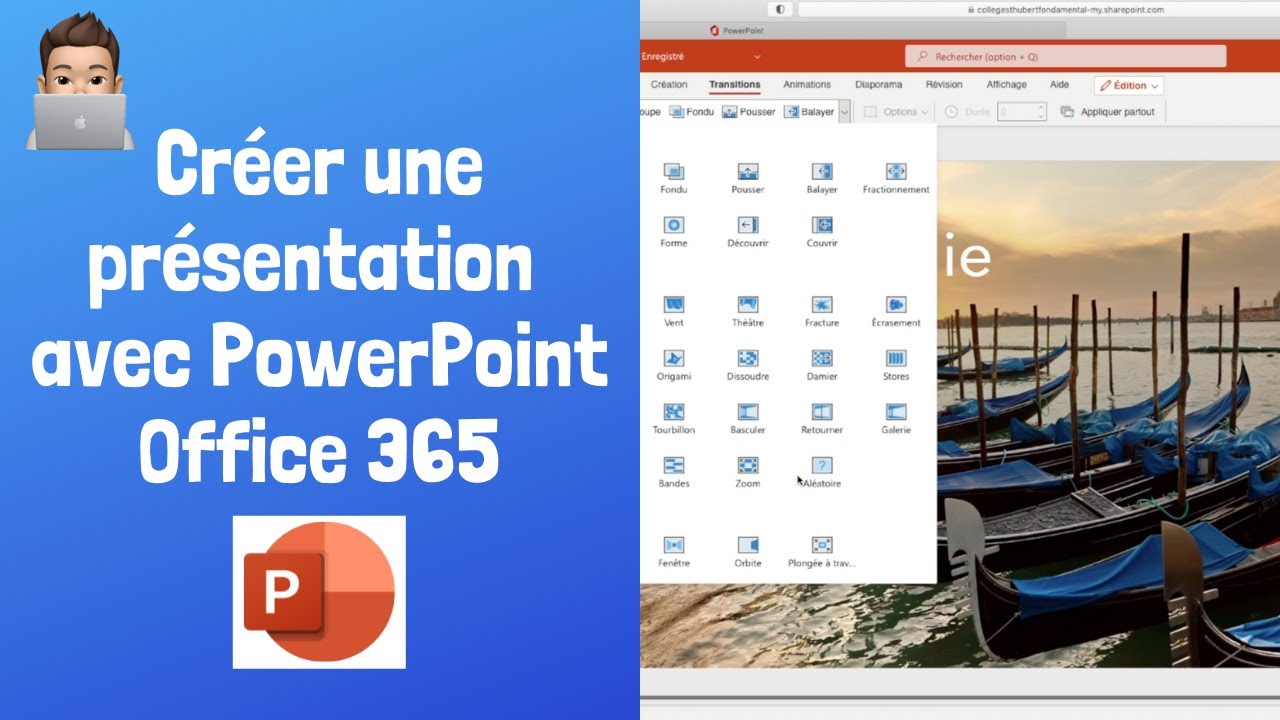 Créer une
présentation
avec PowerPoint
Office 365
P
collegesthubertfondamental-my.sharepoint.com
PowerPoint
Enregistré
Rechercher (option + Q)
Création Transitions Animations Diaporama Révision Affichage Aide Édition
oupe Fondu Pousser Balayer Options Durée 0 Appliquer partout
Fondu Pousser Balayer Fractionnement
Forme Découvrir Couvrir
ie
Vent Théâtre Fracture Écrasement
Origami Dissoudre Damier Stores
Tourbillon Basculer Retourner Galerie
Bandes Zoom Aléatoire
Fenêtre Orbite Plongée à trav...